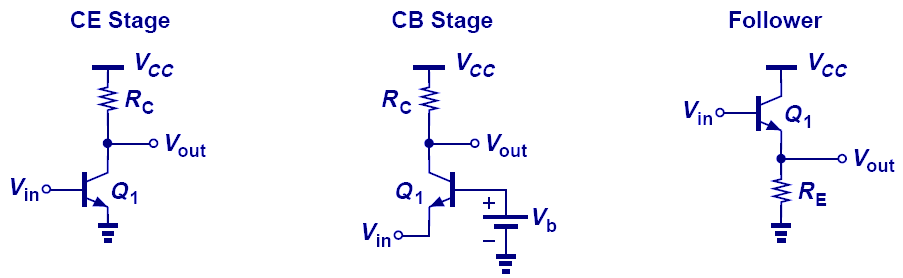 CE Stage
CB Stage
Follower
VCC
VCC
VCC
RC
RC
Vin
Q1
Vout
Vout
Vout
Vin
Q1
Q1
+
Vb
RE
Vin
−